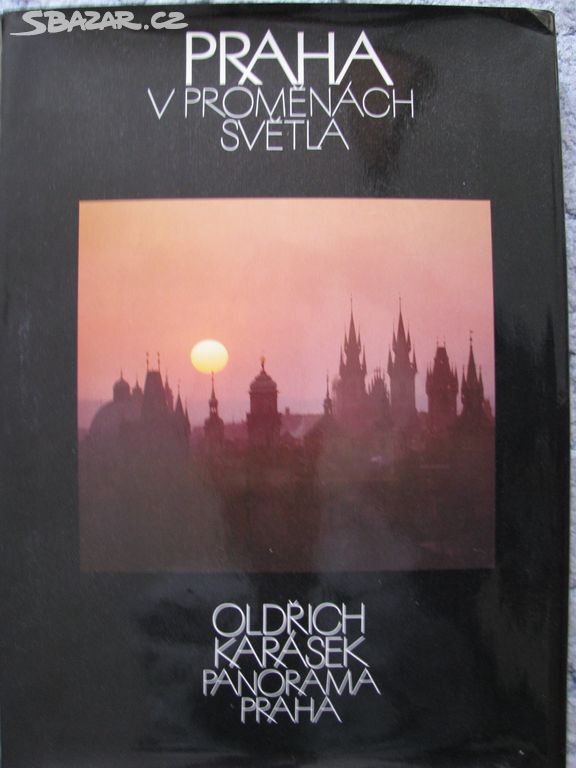 SBAZAR.CZ
PRAHA
V PROMĚNÁCH
SVĚTLA
OLDŘICH
KARÁSEK
PANORAMA
PRAHA